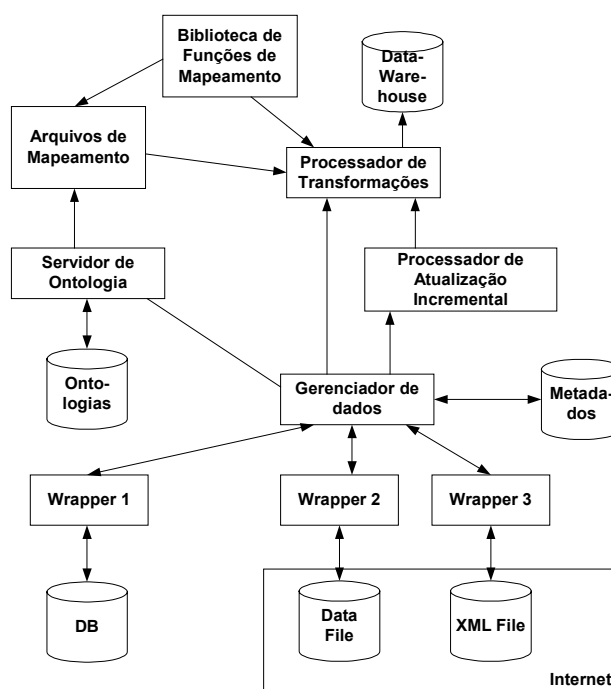 Biblioteca de
Funções de
Mapeamento
Data-
Ware-
house
Arquivos de
Mapeamento
Processador de
Transformações
Servidor de
Ontologia
Processador de
Atualização
Incremental
Onto-
logias
Gerenciador de
dados
Metada-
dos
Wrapper 1
Wrapper 2
Wrapper 3
DB
Data
File
XML File
Internet